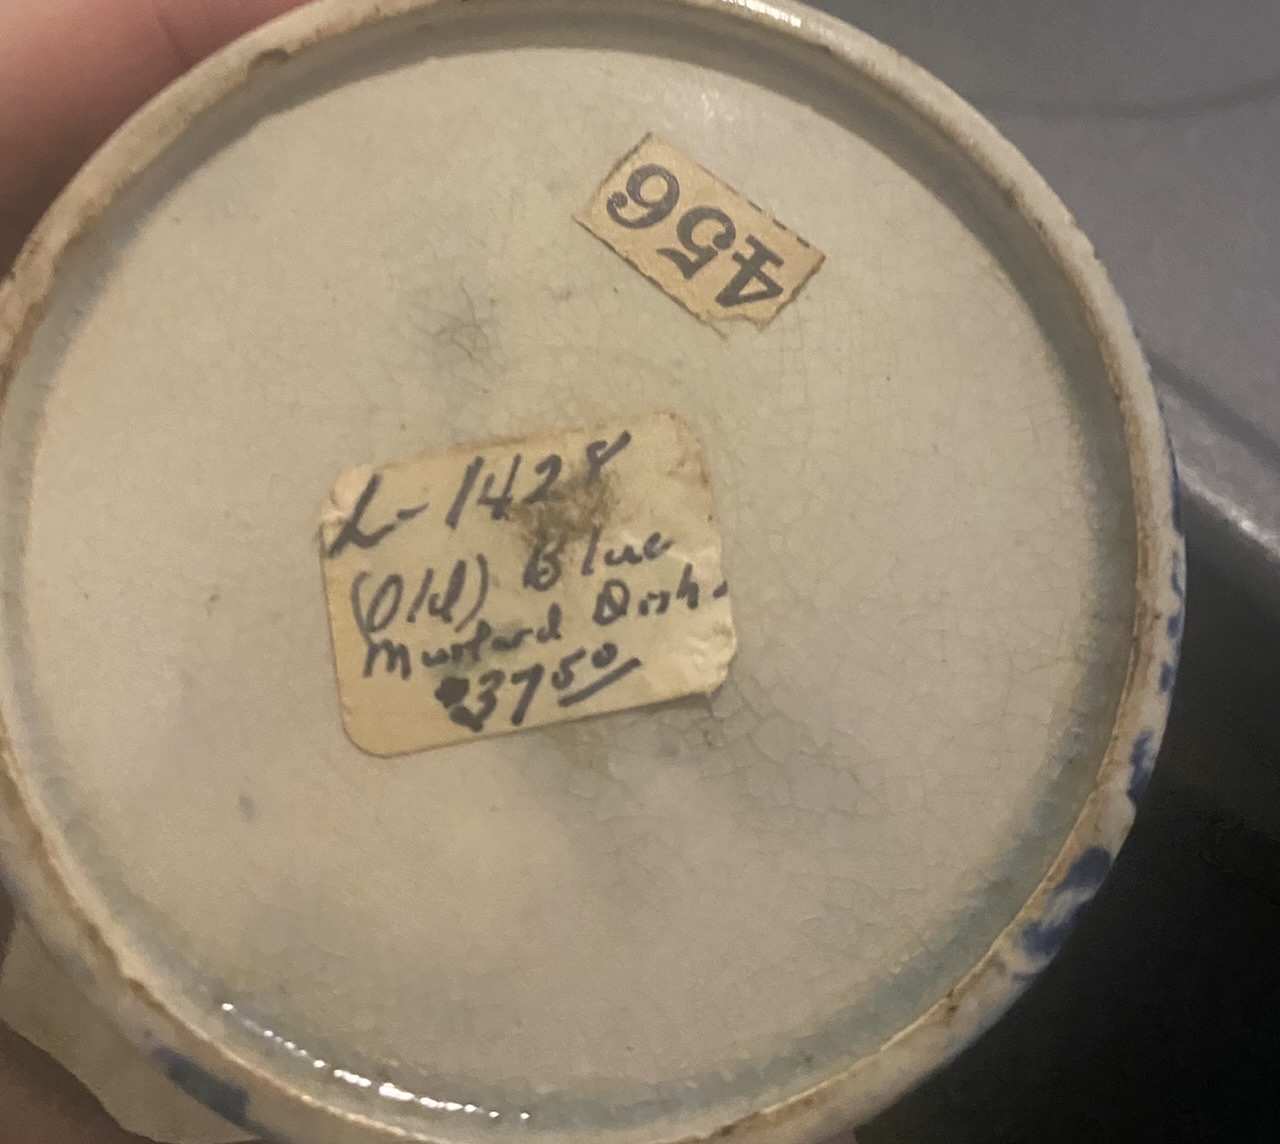 456
L-1428
(Old) Blue
Mustard Dish.
$3750